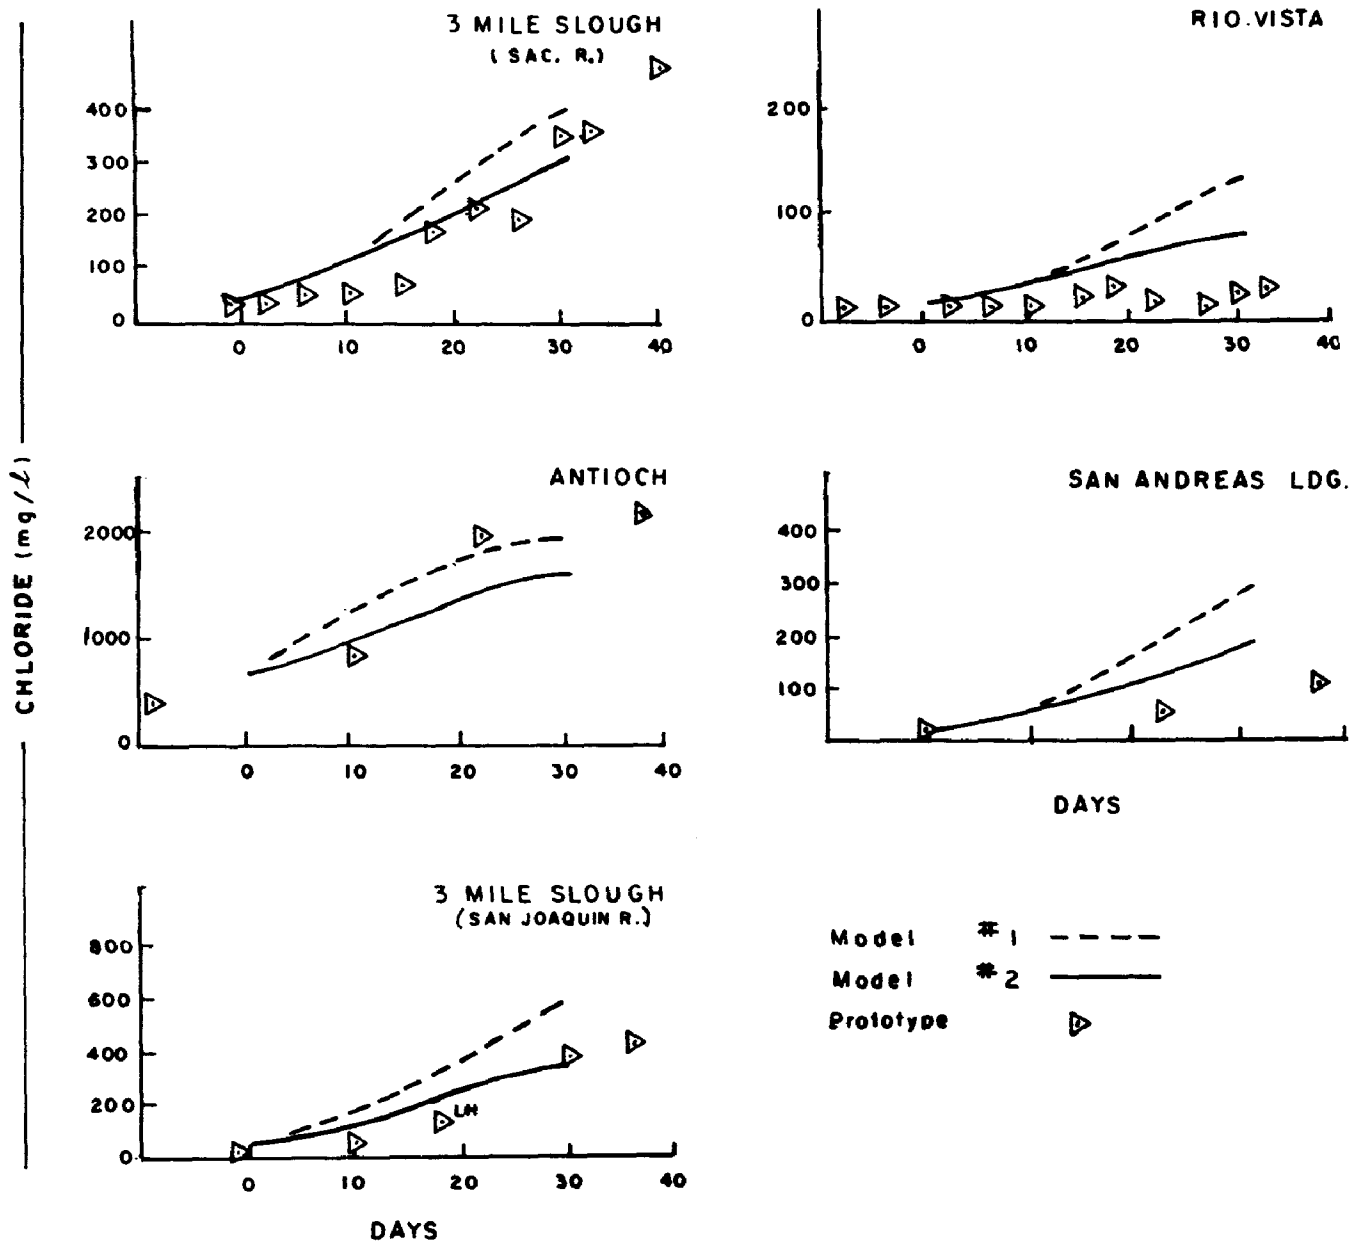 CHLORIDE (mg/l)
3 MILE SLOUGH
(SAC. R.)
400
300
200
100
0
0 10 20 30 40
RIO.VISTA
200
100
0
0 10 20 30 40
ANTIOCH
2000
1000
0
0 10 20 30 40
SAN ANDREAS LDG.
400
300
200
100
DAYS
3 MILE SLOUGH
(SAN JOAQUIN R.)
800
600
400
200
0
LH
0 10 20 30 40
DAYS
Model #1
Model #2
Prototype